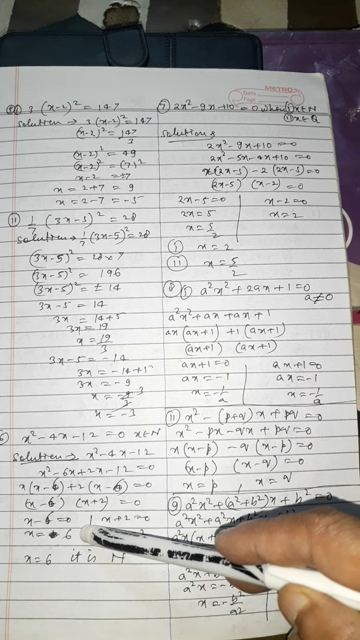 3 (x-2)² = 147
Solution → 3 (x-2)² = 147
(x-2)² = 147/3
(x-2)² = 49
(x-2)² = (7)²
x = 2+7 = 9
x = 2-7 = -5
(3x-5)² = 28
Solution → 1/7 (3x-5)² = 28
(3x-5)² = 28 x 7
(3x-5)² = 196
(3x-5)² = ± 14
3x-5 = 14
3x = 14+5
3x = 19
x = 19/3
3x-5 = -14
3x = -9
x = -3
x²-4x-12 = 0 x∈N
Solution → x²-4x-12
x²-6x+2x-12 = 0
x(x-6)+2(x-6)=0
(x-6) (x+2)=0
x-6=0 | x+2=0
x=6 it is N
METRO
Date
Page
⑦ 2x²-9x+10=0 when ① x∈N
⑪ x∈Q
Solution →
2x²-9x+10=0
2x²-5x-4x+10=0
x(2x-5)-2(2x-5)=0
(2x-5) (x-2)=0
2x-5=0 x-2=0
2x=5 x=2
x=5/2
ⓘ x=2
ⓘⓘ x=5/2
⑧ ⓘ a²x²+2ax+1=0
a≠0
a²x²+ax+ax+1
ax(ax+1)+1(ax+1)
(ax+1) (ax+1)
ax+1=0 ax+1=0
ax=-1 ax=-1
x=-1/a x=-1/a
⑪ x²-(p+q)x+pq=0
x²-px-qx+pq=0
x(x-p) -q(x-p)=0
(x-p) (x-q)=0
x=p, x=q
⑨ a²x²+(a²+b²)x+b²=0
x=-b²/a²